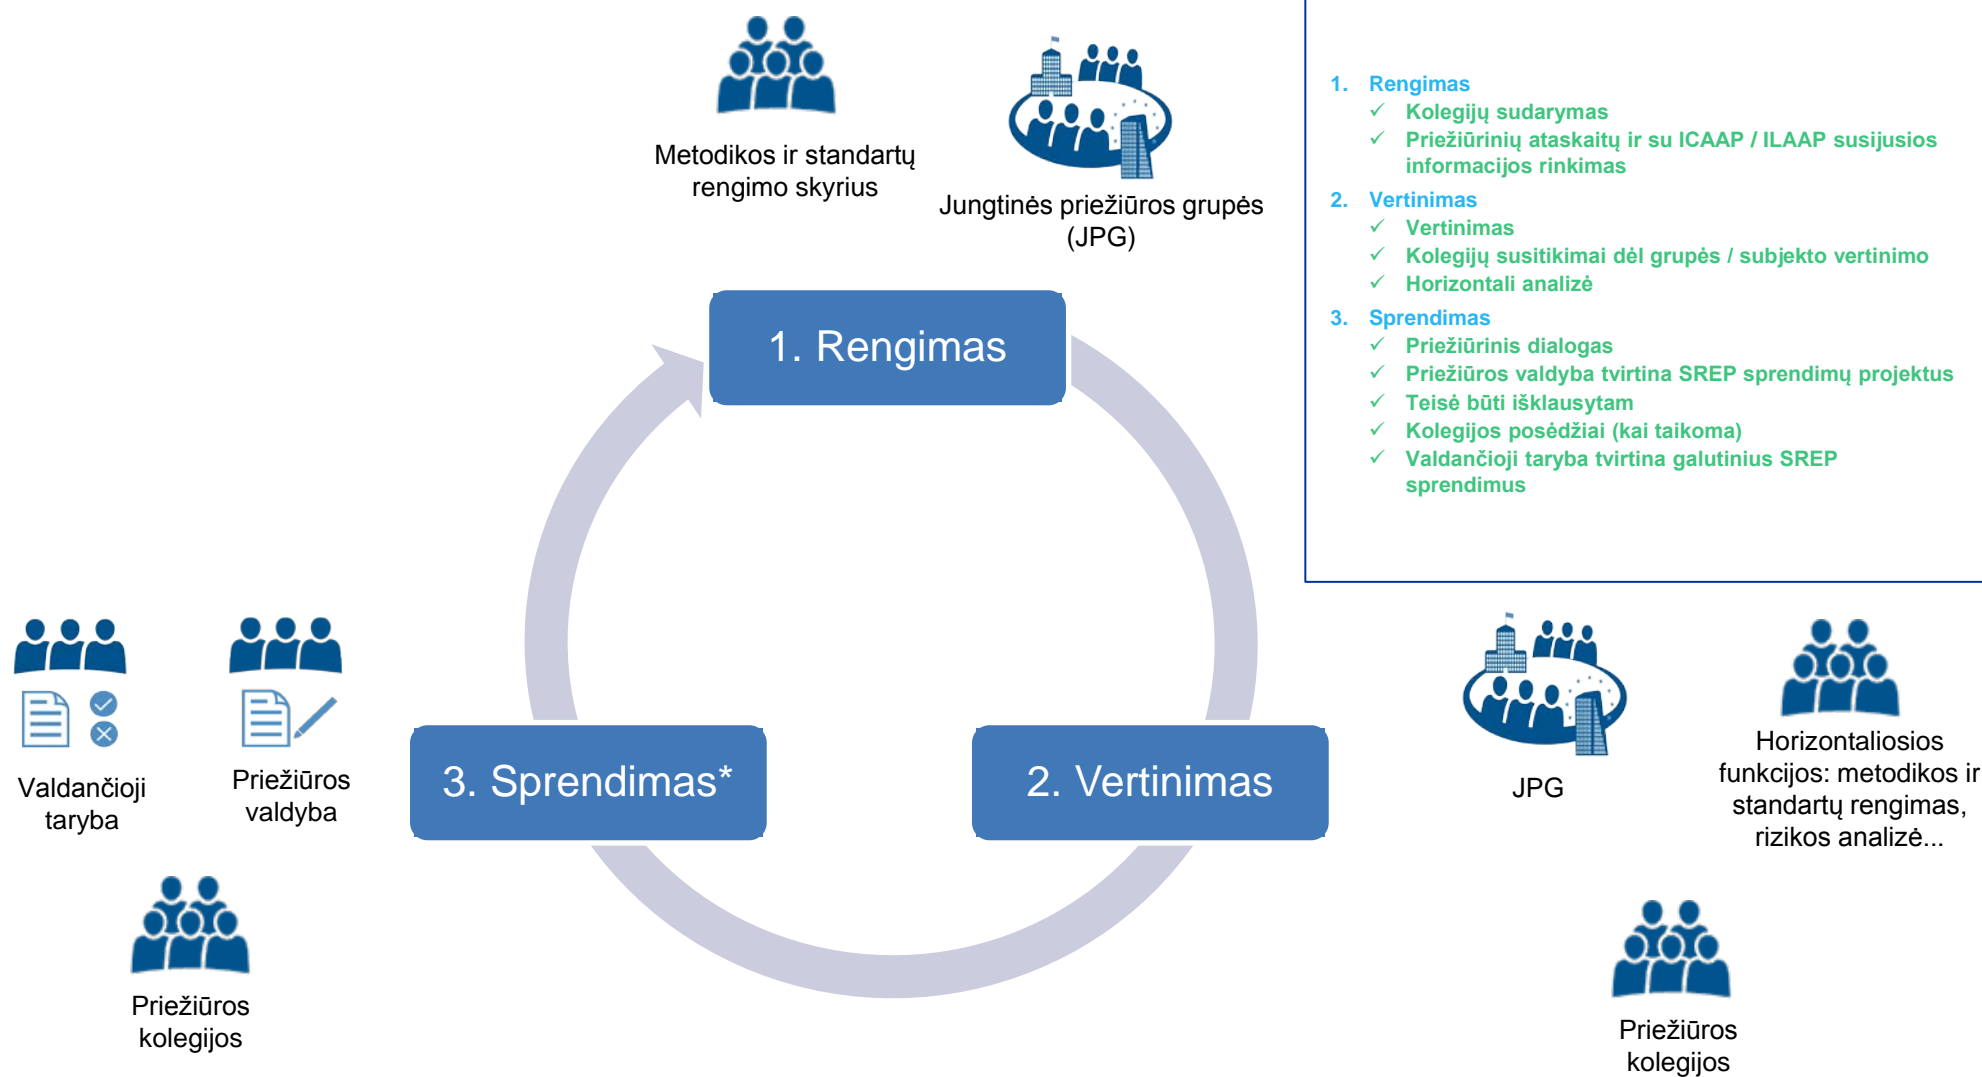 Metodikos ir standartų
rengimo skyrius
Jungtinės priežiūros grupės
(JPG)
1. Rengimas
✓ Kolegijų sudarymas
✓ Priežiūrinių ataskaitų ir su ICAAP / ILAAP susijusios
informacijos rinkimas
2. Vertinimas
✓ Vertinimas
✓ Kolegijų susitikimai dėl grupės / subjekto vertinimo
✓ Horizontali analizė
3. Sprendimas
✓ Priežiūrinis dialogas
✓ Priežiūros valdyba tvirtina SREP sprendimų projektus
✓ Teisė būti išklausytam
✓ Kolegijos posėdžiai (kai taikoma)
✓ Valdančioji taryba tvirtina galutinius SREP
sprendimus
1. Rengimas
3. Sprendimas*
2. Vertinimas
Valdančioji
taryba
Priežiūros
valdyba
Priežiūros
kolegijos
JPG
Horizontaliosios
funkcijos: metodikos ir
standartų rengimas,
rizikos analizė...
Priežiūros
kolegijos